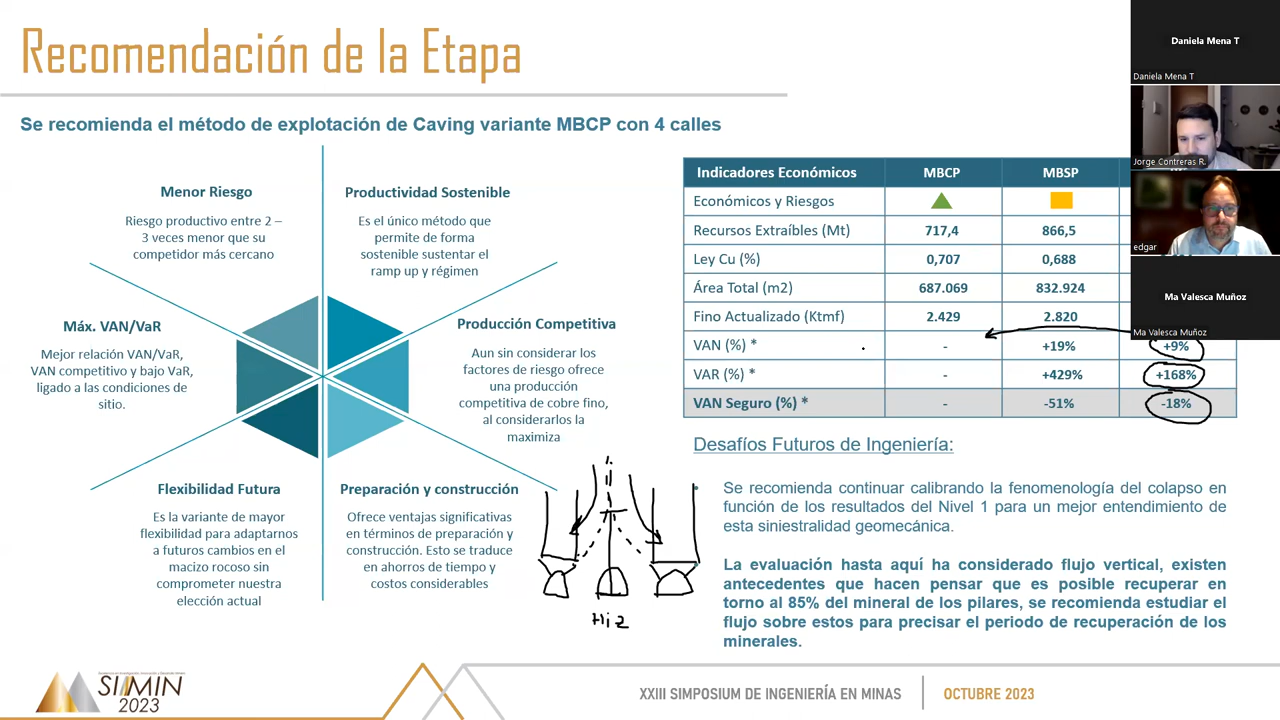 Recomendación de la Etapa
Se recomienda el método de explotación de Caving variante MBCP con 4 calles
Menor Riesgo
Riesgo productivo entre 2 –
3 veces menor que su
competidor más cercano
Productividad Sostenible
Es el único método que
permite de forma
sostenible sustentar el
ramp up y régimen
Máx. VAN/VaR
Mejor relación VAN/VaR,
VAN competitivo y bajo VaR,
ligado a las condiciones de
sitio.
Producción Competitiva
Aun sin considerar los
factores de riesgo ofrece
una producción
competitiva de cobre fino,
al considerarlos la
maximiza
Flexibilidad Futura
Es la variante de mayor
flexibilidad para adaptarnos
a futuros cambios en el
macizo rocoso sin
comprometer nuestra
elección actual
Preparación y construcción
Ofrece ventajas significativas
en términos de preparación y
construcción. Esto se traduce
en ahorros de tiempo y
costos considerables
Hiz
Indicadores Económicos MBCP MBSP
Económicos y Riesgos
Recursos Extraíbles (Mt) 717,4 866,5
Ley Cu (%) 0,707 0,688
Área Total (m2) 687.069 832.924
Fino Actualizado (Ktmf) 2.429 2.820
VAN (%) * - +19% +9%
VAR (%) * - +429% +168%
VAN Seguro (%) * - -51% -18%
Desafíos Futuros de Ingeniería:
Se recomienda continuar calibrando la fenomenología del colapso en
función de los resultados del Nivel 1 para un mejor entendimiento de
esta siniestralidad geomecánica.
La evaluación hasta aquí ha considerado flujo vertical, existen
antecedentes que hacen pensar que es posible recuperar en
torno al 85% del mineral de los pilares, se recomienda estudiar el
flujo sobre estos para precisar el periodo de recuperación de los
minerales.
Daniela Mena T
Daniela Mena T
Jorge Contreras R.
edgar
Ma Valesca Muñoz
Ma Valesca Muñoz
SIMIN
2023
XXIII SIMPOSIUM DE INGENIERÍA EN MINAS
OCTUBRE 2023